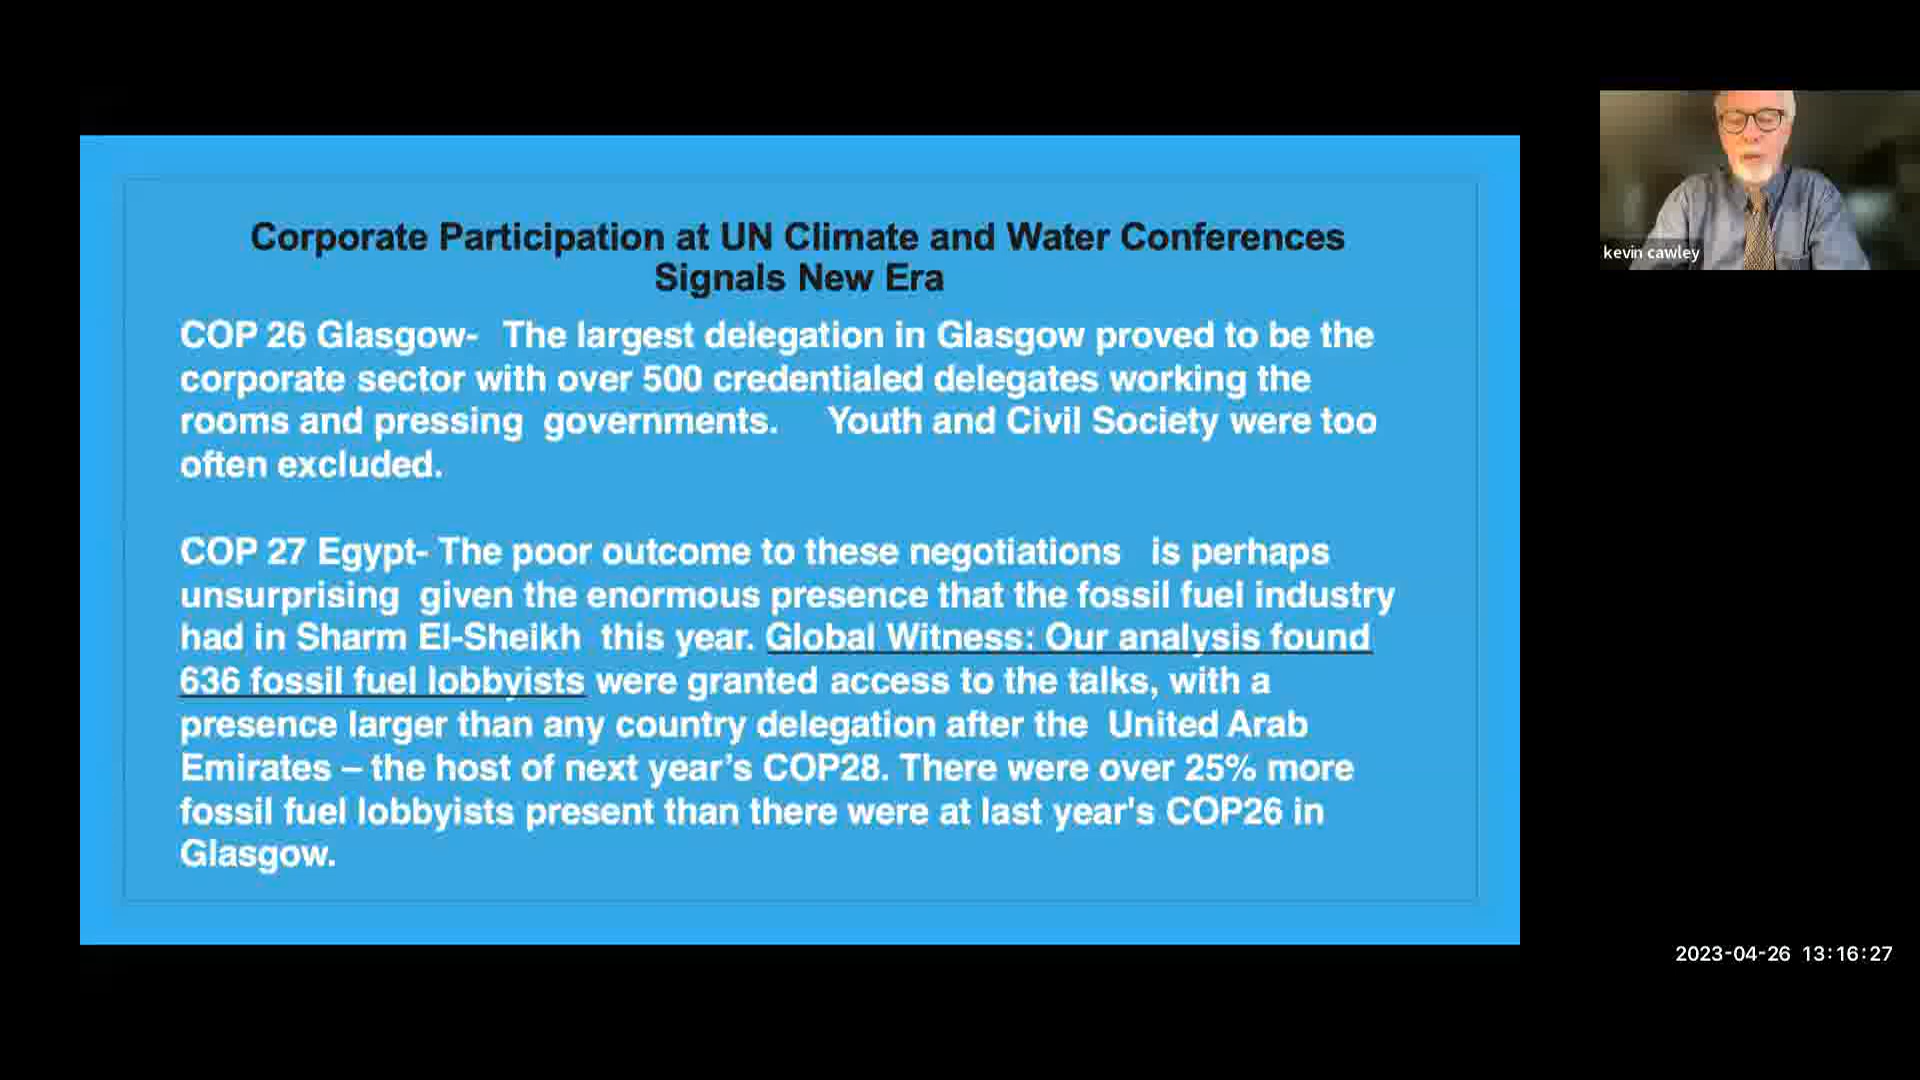 Corporate Participation at UN Climate and Water Conferences
Signals New Era
COP 26 Glasgow- The largest delegation in Glasgow proved to be the
corporate sector with over 500 credentialed delegates working the
rooms and pressing governments. Youth and Civil Society were too
often excluded.
COP 27 Egypt- The poor outcome to these negotiations is perhaps
unsurprising given the enormous presence that the fossil fuel industry
had in Sharm El-Sheikh this year. Global Witness: Our analysis found
636 fossil fuel lobbyists were granted access to the talks, with a
presence larger than any country delegation after the United Arab
Emirates – the host of next year’s COP28. There were over 25% more
fossil fuel lobbyists present than there were at last year's COP26 in
Glasgow.
kevin cawley
2023-04-26 13:16:27